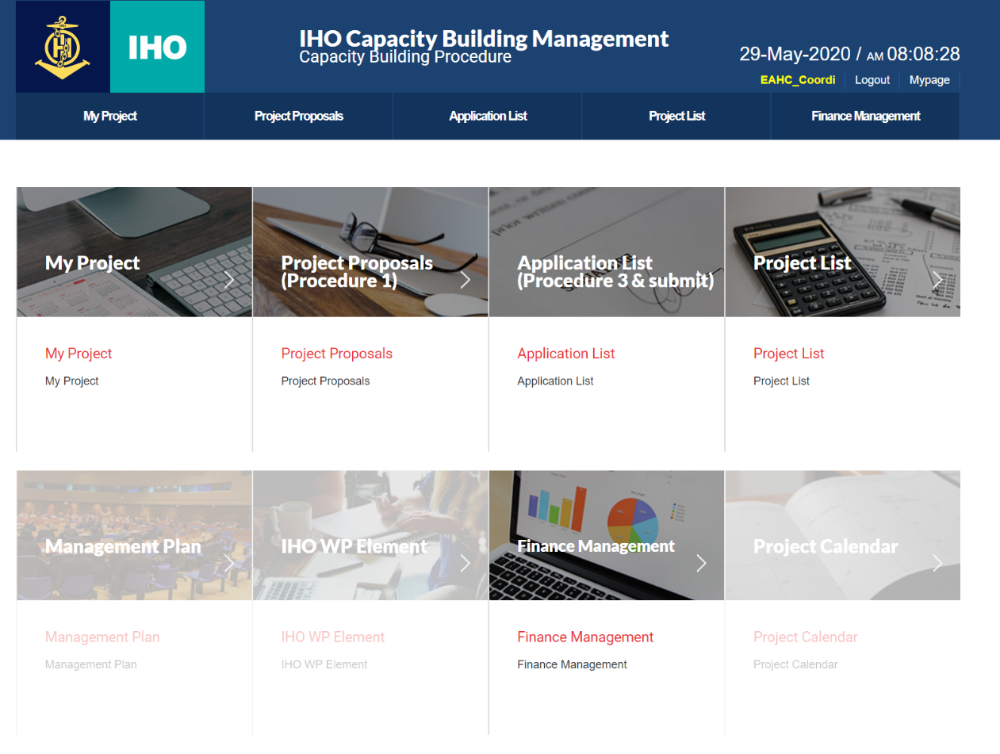 IHO
IHO Capacity Building Management
Capacity Building Procedure
29-May-2020 / AM 08:08:28
EAHC_Coordi Logout Mypage
My Project Project Proposals Application List Project List Finance Management
My Project
Project Proposals
(Procedure 1)
Application List
(Procedure 3 & submit)
Project List
prior written
My Project
My Project
Project Proposals
Project Proposals
Application List
Application List
Project List
Project List
Management Plan
IHO WP Element
Finance Management
Project Calendar
Management Plan
Management Plan
IHO WP Element
IHO WP Element
Finance Management
Finance Management
Project Calendar
Project Calendar